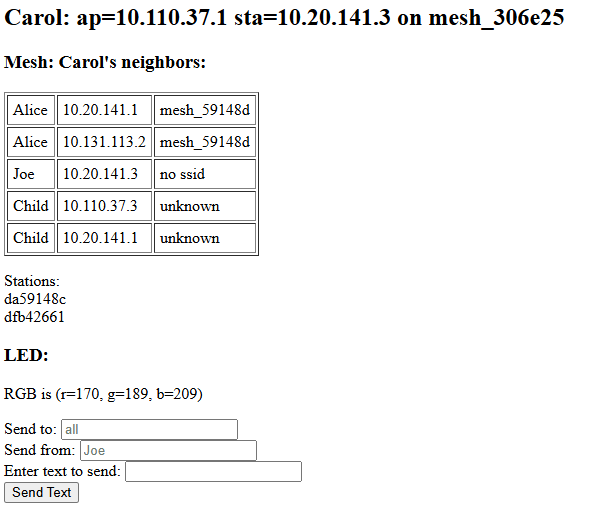 Carol: ap=10.110.37.1 sta=10.20.141.3 on mesh_306e25
Mesh: Carol's neighbors:
Alice 10.20.141.1 mesh_59148d
Alice 10.131.113.2 mesh_59148d
Joe 10.20.141.3 no ssid
Child 10.110.37.3 unknown
Child 10.20.141.1 unknown
Stations:
da59148c
dfb42661
LED:
RGB is (r=170, g=189, b=209)
Send to: all
Send from: Joe
Enter text to send:
Send Text